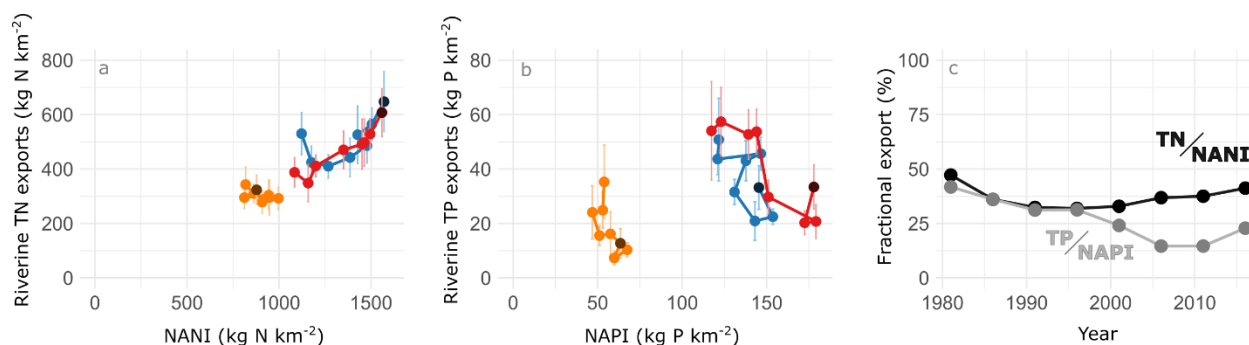 a
Riverine TN exports (kg N km⁻²)
800
600
400
200
0
0
500
1000
1500
NANI (kg N km⁻²)
b
Riverine TP exports (kg P km⁻²)
80
60
40
20
0
0
50
100
150
NAPI (kg P km⁻²)
c
Fractional export (%)
100
75
50
25
0
TN/NANI
TP/NAPI
1980
1990
2000
2010
Year